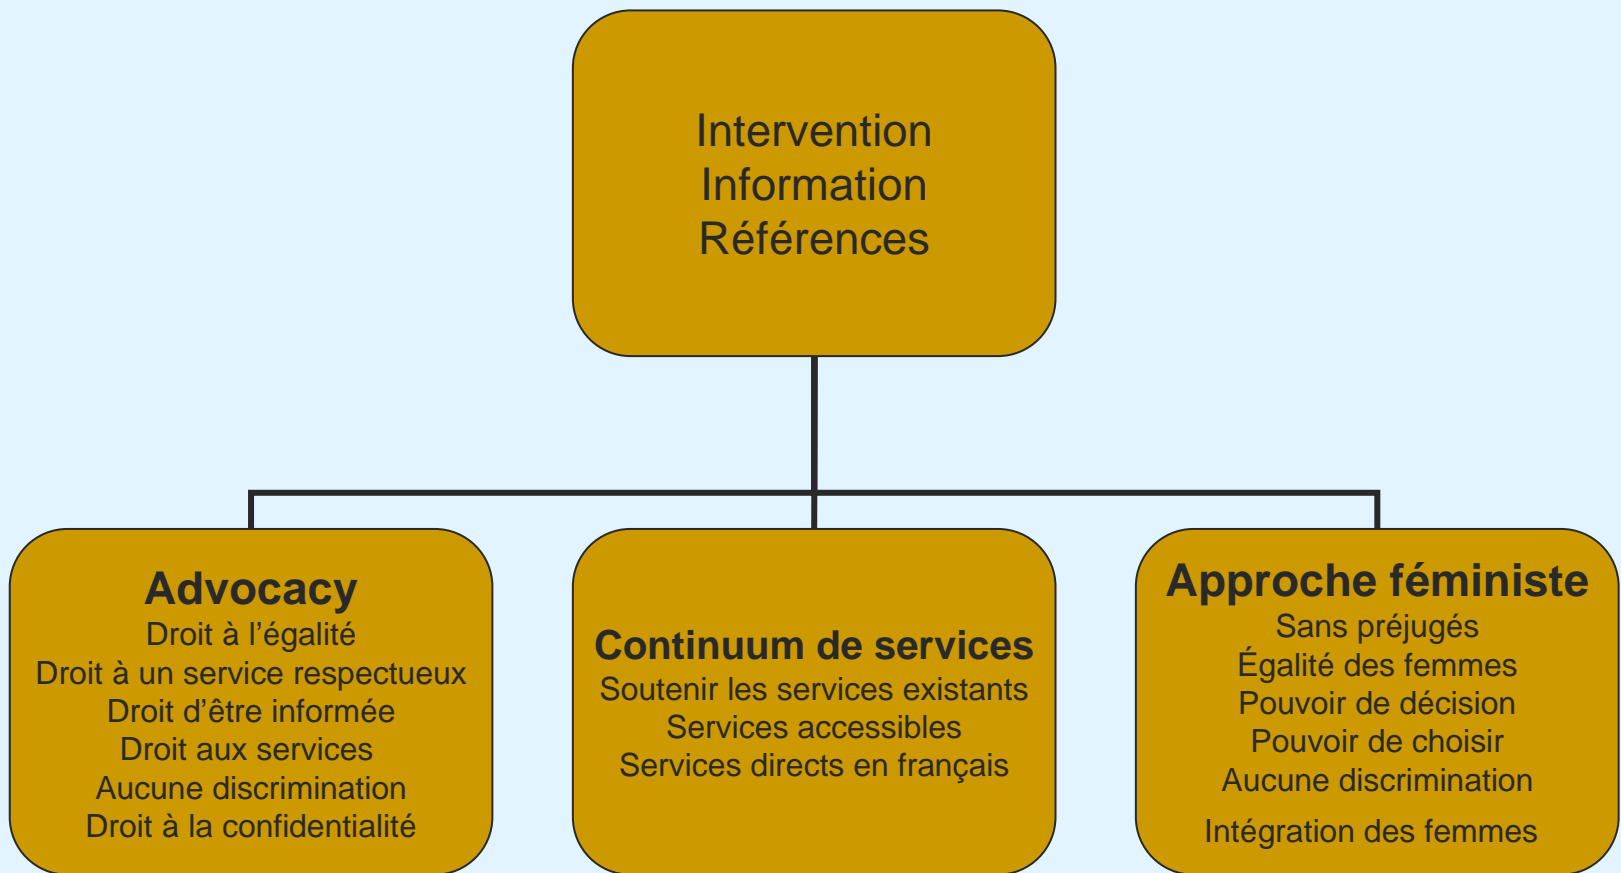 Intervention
Information
Références
Advocacy
Droit à l’égalité
Droit à un service respectueux
Droit d’être informée
Droit aux services
Aucune discrimination
Droit à la confidentialité
Continuum de services
Soutenir les services existants
Services accessibles
Services directs en français
Approche féministe
Sans préjugés
Égalité des femmes
Pouvoir de décision
Pouvoir de choisir
Aucune discrimination
Intégration des femmes